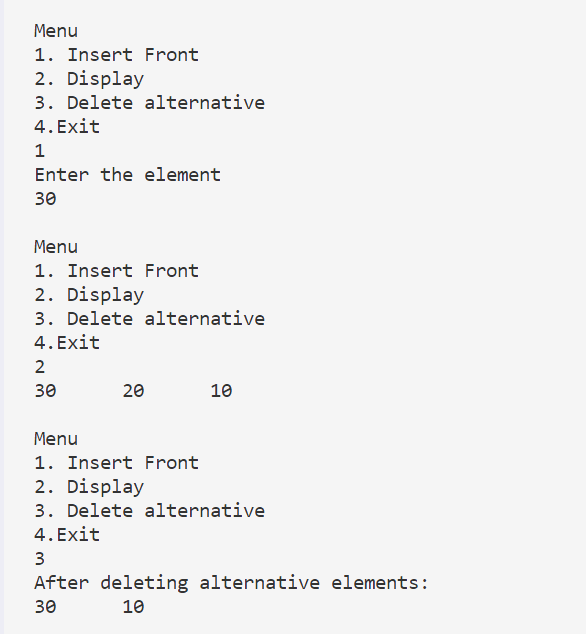 Menu
1. Insert Front
2. Display
3. Delete alternative
4.Exit
1
Enter the element
30
Menu
1. Insert Front
2. Display
3. Delete alternative
4.Exit
2
30      20      10
Menu
1. Insert Front
2. Display
3. Delete alternative
4.Exit
3
After deleting alternative elements:
30      10